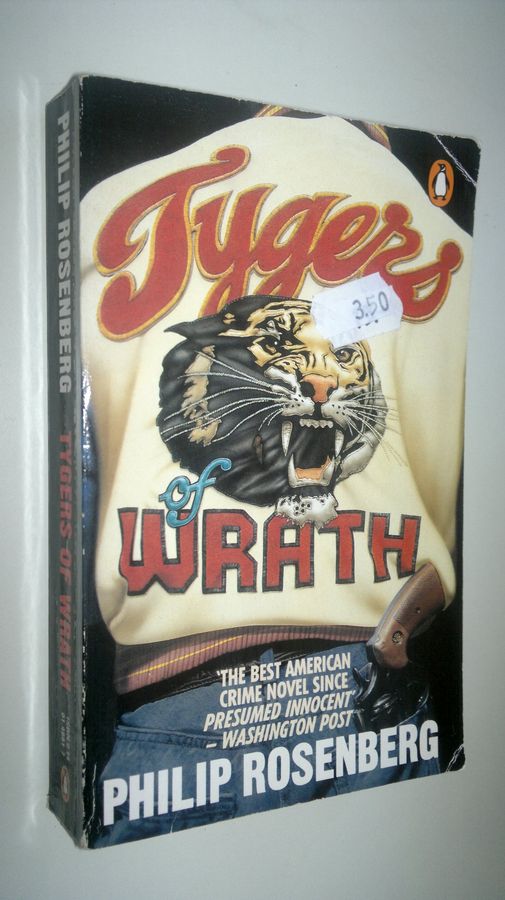 Tygers
3.50
of
WRATH
'THE BEST AMERICAN
CRIME NOVEL SINCE
PRESUMED INNOCENT'
– WASHINGTON POST
PHILIP ROSENBERG
PHILIP ROSENBERG TYGERS OF WRATH